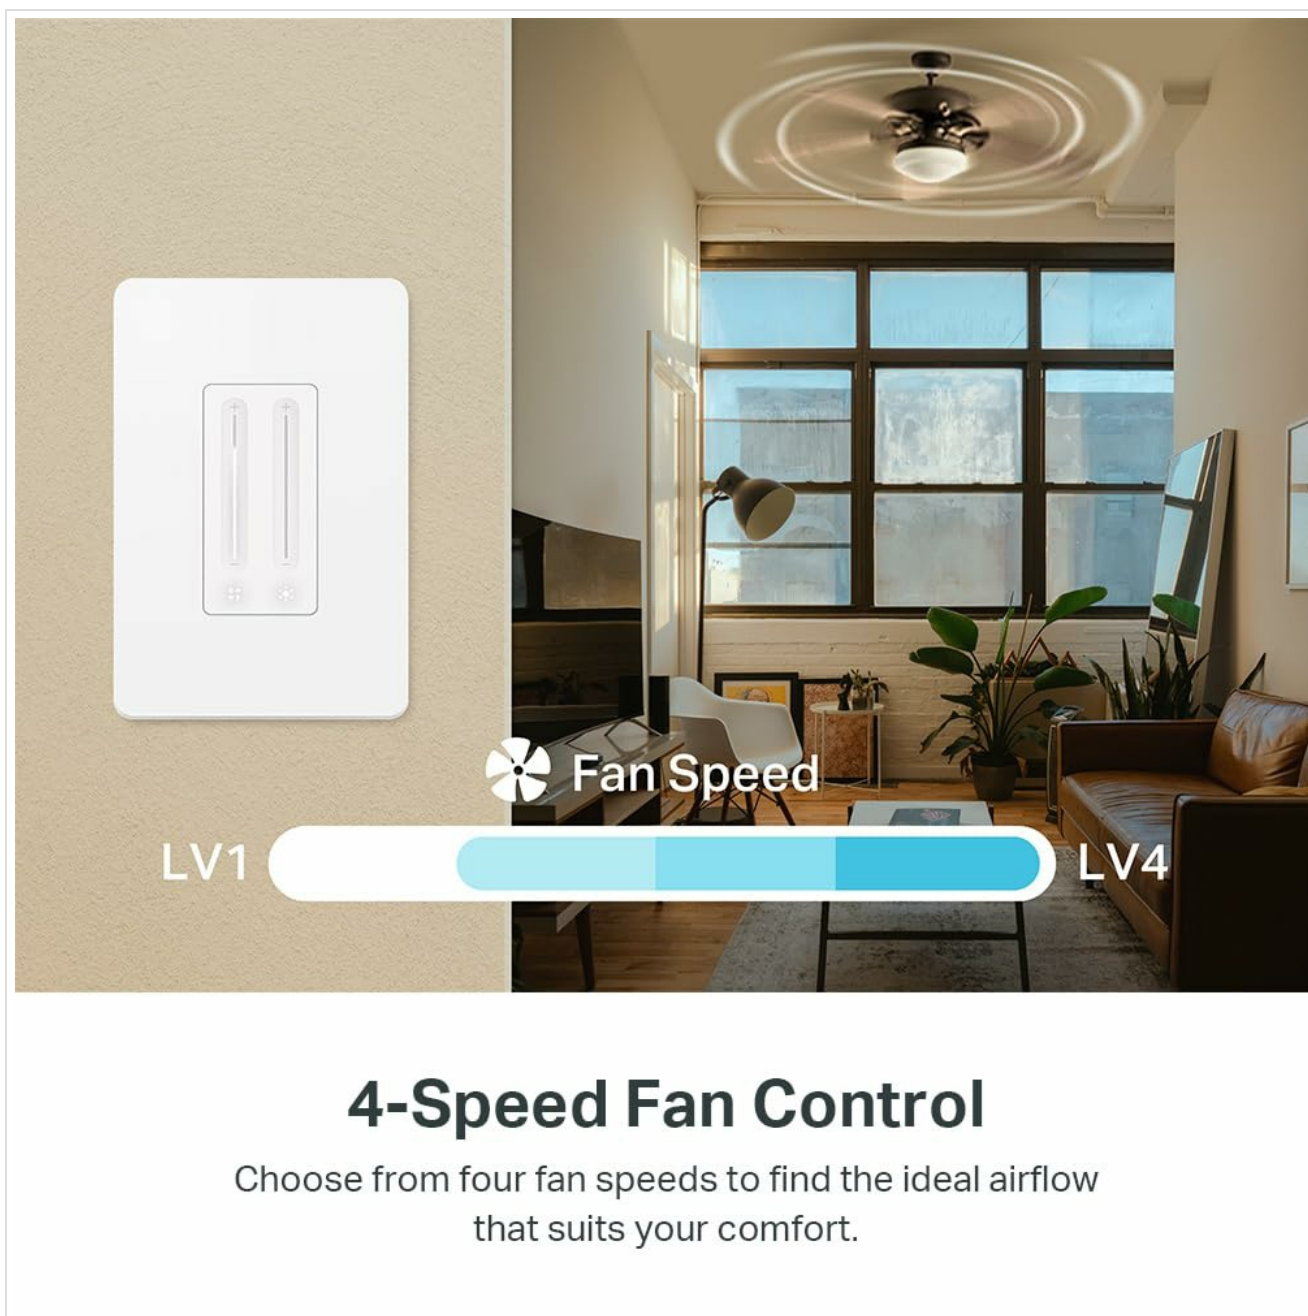 Fan Speed
LV1 LV4
4-Speed Fan Control
Choose from four fan speeds to find the ideal airflow
that suits your comfort.